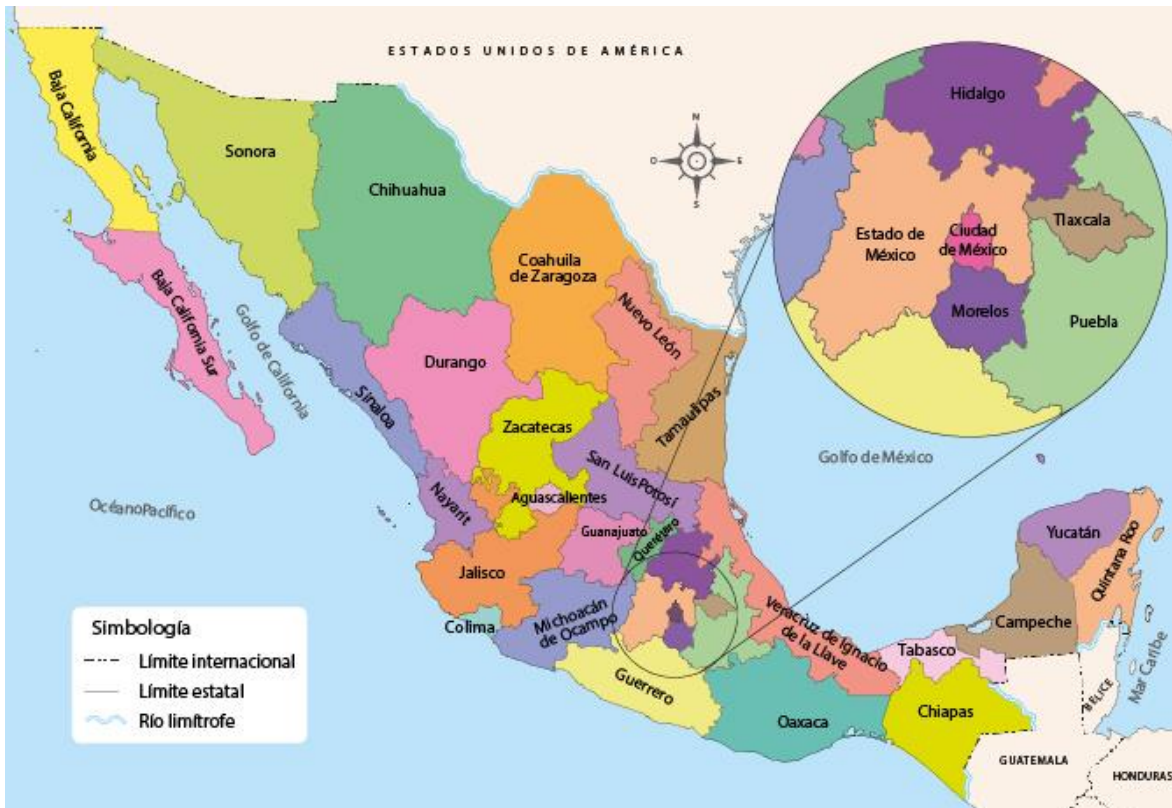 ESTADOS UNIDOS DE AMÉRICA
Baja California
Sonora
Chihuahua
Coahuila
de Zaragoza
N
O
E
S
Hidalgo
Tlaxcala
Estado de
México
Ciudad
de México
Morelos
Puebla
Baja California Sur
Golfo de California
Nuevo León
Durango
Sinaloa
Tamaulipas
Zacatecas
San Luis Potosí
Golfo de México
Océano Pacífico
Nayarit
Aguascalientes
Guanajuato
Querétaro
Yucatán
Quintana Roo
Jalisco
Colima
Michoacán
de Ocampo
Veracruz de Ignacio
de la Llave
Campeche
Tabasco
Guerrero
Oaxaca
Chiapas
BELICE
Mar Caribe
GUATEMALA
HONDURAS
Simbología
Límite internacional
Límite estatal
Río limítrofe